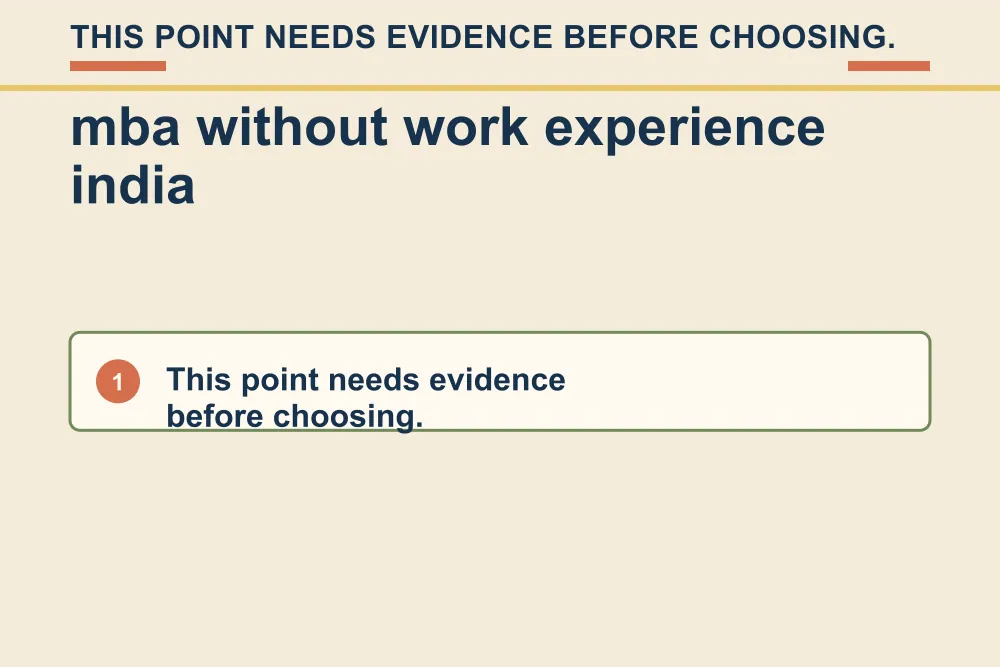 THIS POINT NEEDS EVIDENCE BEFORE CHOOSING.
mba without work experience
india
1
This point needs evidence
before choosing.